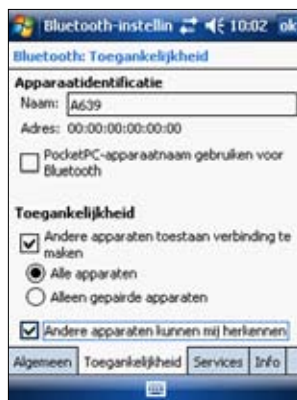 Bluetooth-instellin 10:02 ok
Bluetooth: Toegankelijkheid
Apparaatidentificatie
Naam: A639
Adres: 00:00:00:00:00:00
PocketPC-apparaatnaam gebruiken voor
Bluetooth
Toegankelijkheid
Andere apparaten toestaan verbinding te
maken
Alle apparaten
Alleen gepairde apparaten
Andere apparaten kunnen mij herkennen
Algemeen Toegankelijkheid Services Info